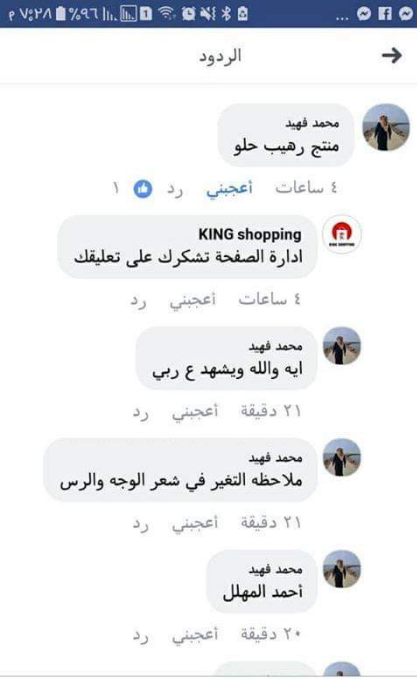 ٧:٢٨ م ٩٦%
الردود
محمد فهيد
منتج رهيب حلو
٤ ساعات أعجبني رد ١
KING shopping
ادارة الصفحة تشكرك على تعليقك
٤ ساعات أعجبني رد
محمد فهيد
ايه والله ويشهد ع ربي
٢١ دقيقة أعجبني رد
محمد فهيد
ملاحظه التغير في شعر الوجه والرس
٢١ دقيقة أعجبني رد
محمد فهيد
أحمد المهلل
٢٠ دقيقة أعجبني رد